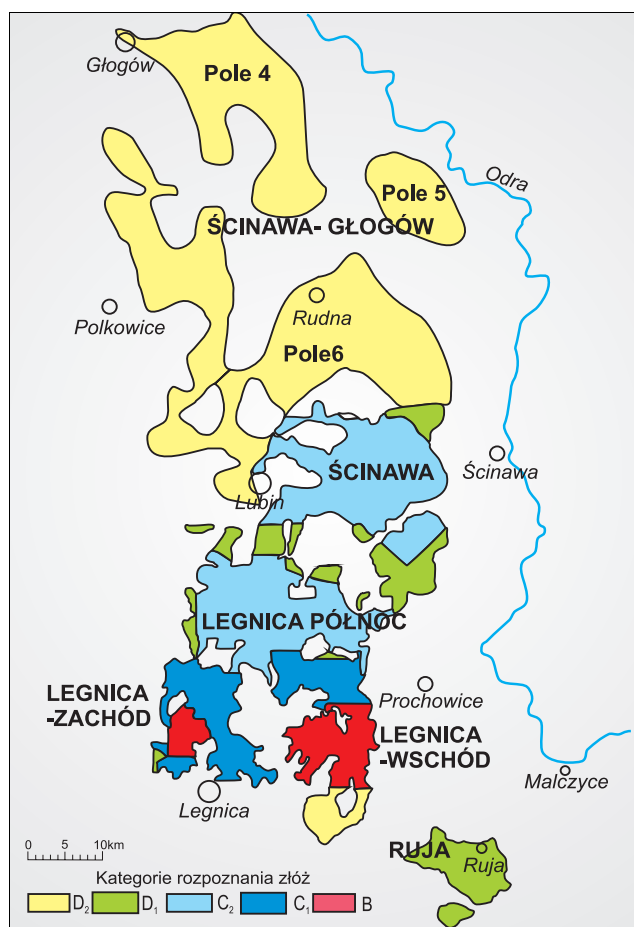 Głogów
Pole 4
Odra
Pole 5
ŚCINAWA- GŁOGÓW
Polkowice
Rudna
Pole6
ŚCINAWA
Ścinawa
Lubin
LEGNICA PÓŁNOC
LEGNICA
-ZACHÓD
Prochowice
LEGNICA
-WSCHÓD
Legnica
Malczyce
RUJA
Ruja
0 5 10km
Kategorie rozpoznania złóż
D₂ D₁ C₂ C₁ B